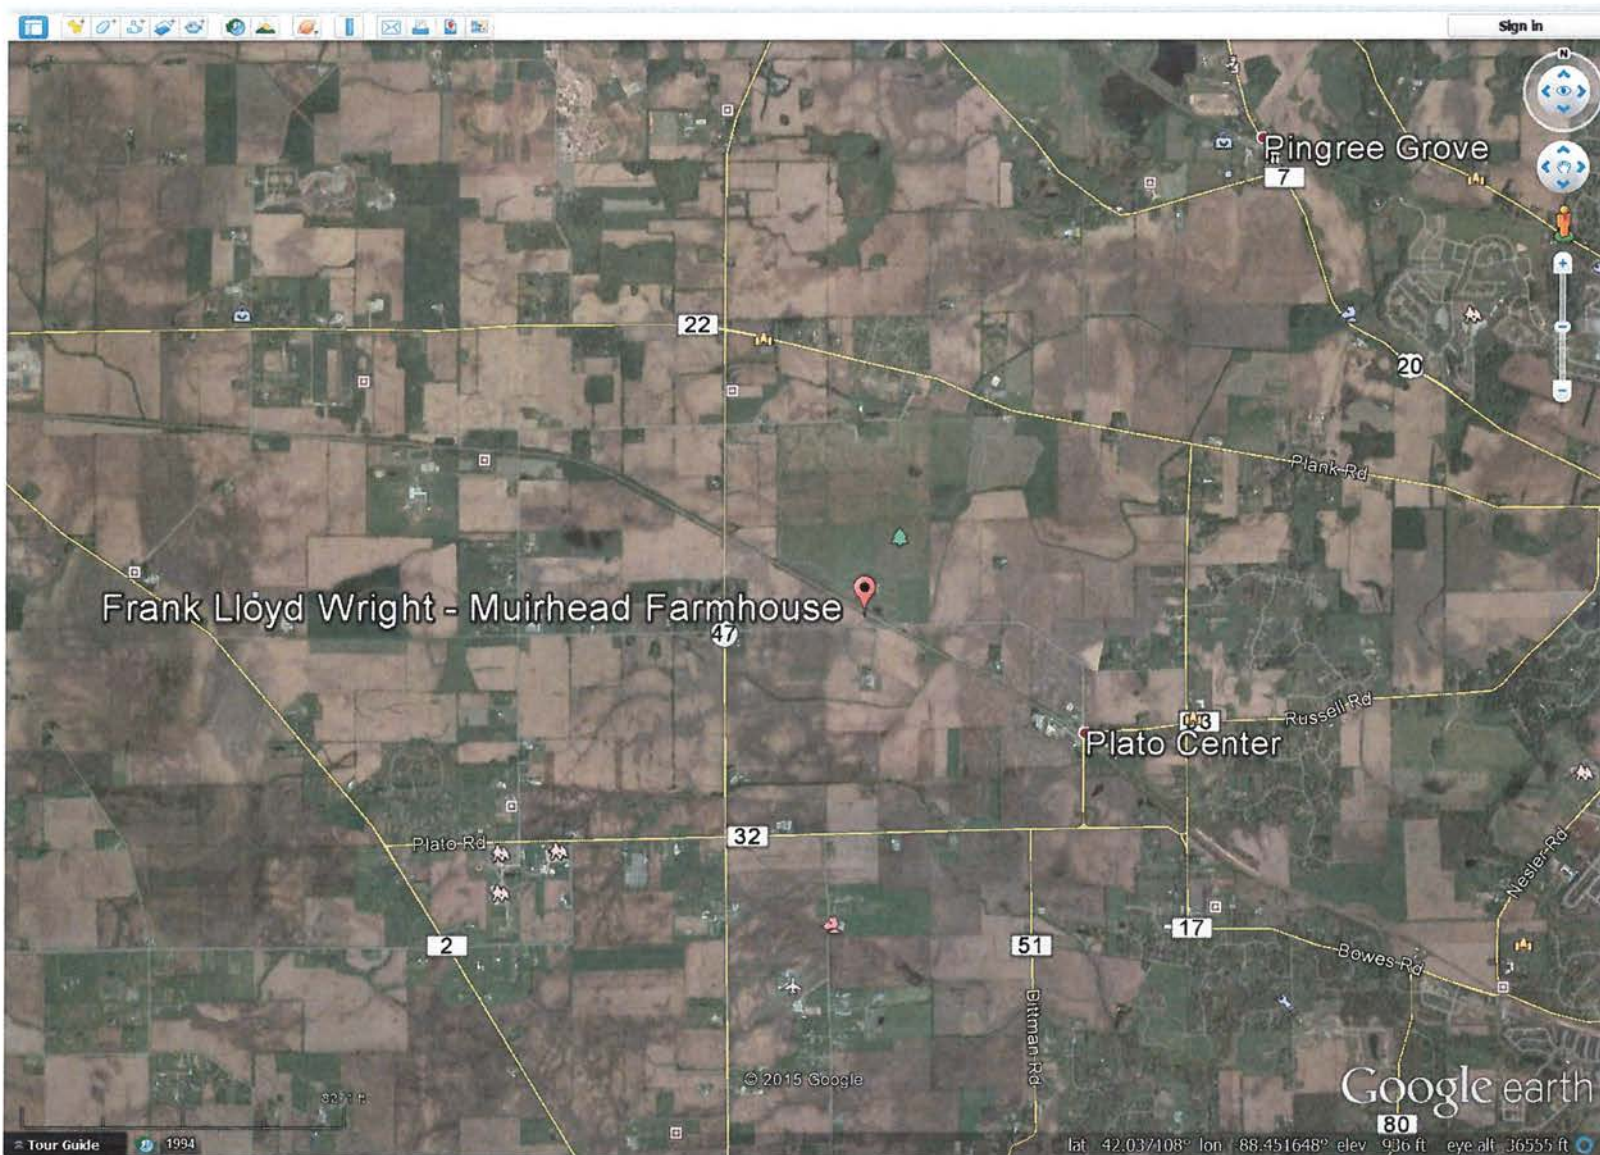 Sign in
N
Pingree Grove
7
22
20
Plank Rd
Frank Lloyd Wright - Muirhead Farmhouse
47
Russell Rd
Plato Center
Plato Rd
32
Nesler Rd
2
51
17
Bowes Rd
Dittman Rd
© 2015 Google
Google earth
80
Tour Guide
1994
lat 42.037108° lon -88.451648° elev 936 ft eye alt 36555 ft